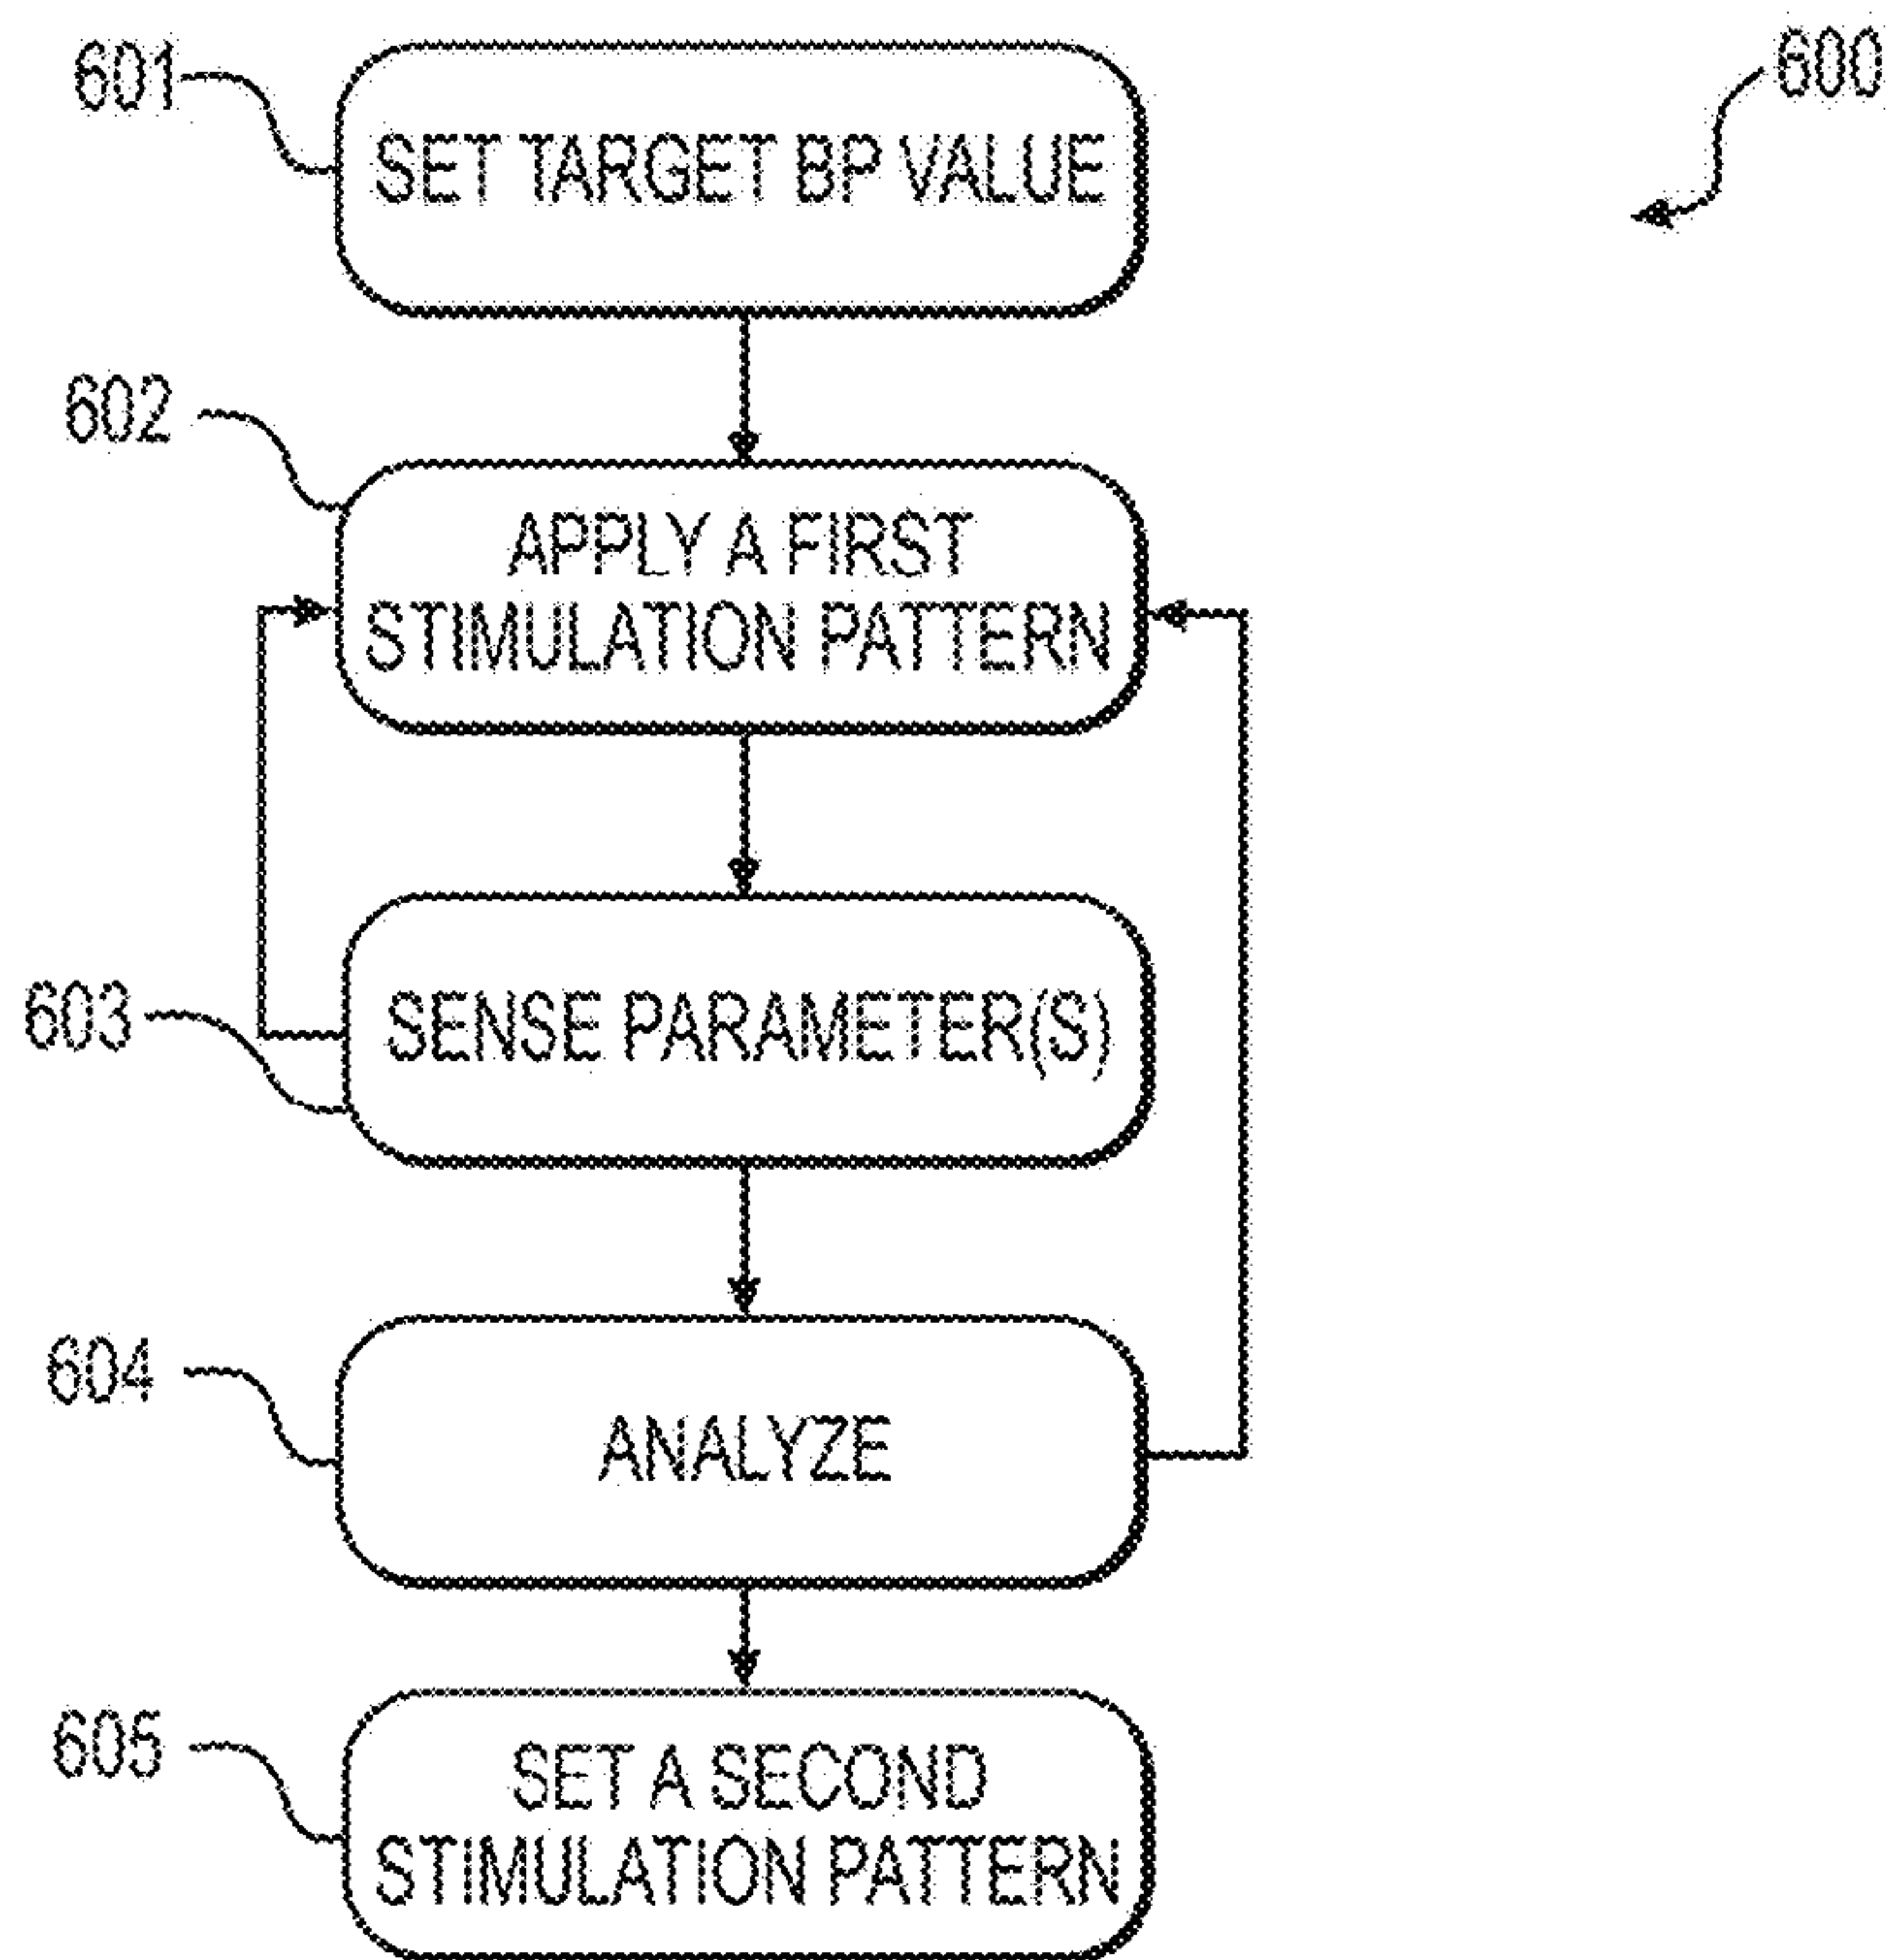 601
SET TARGET BP VALUE
600
602
APPLY A FIRST
STIMULATION PATTERN
603
SENSE PARAMETER(S)
604
ANALYZE
605
SET A SECOND
STIMULATION PATTERN